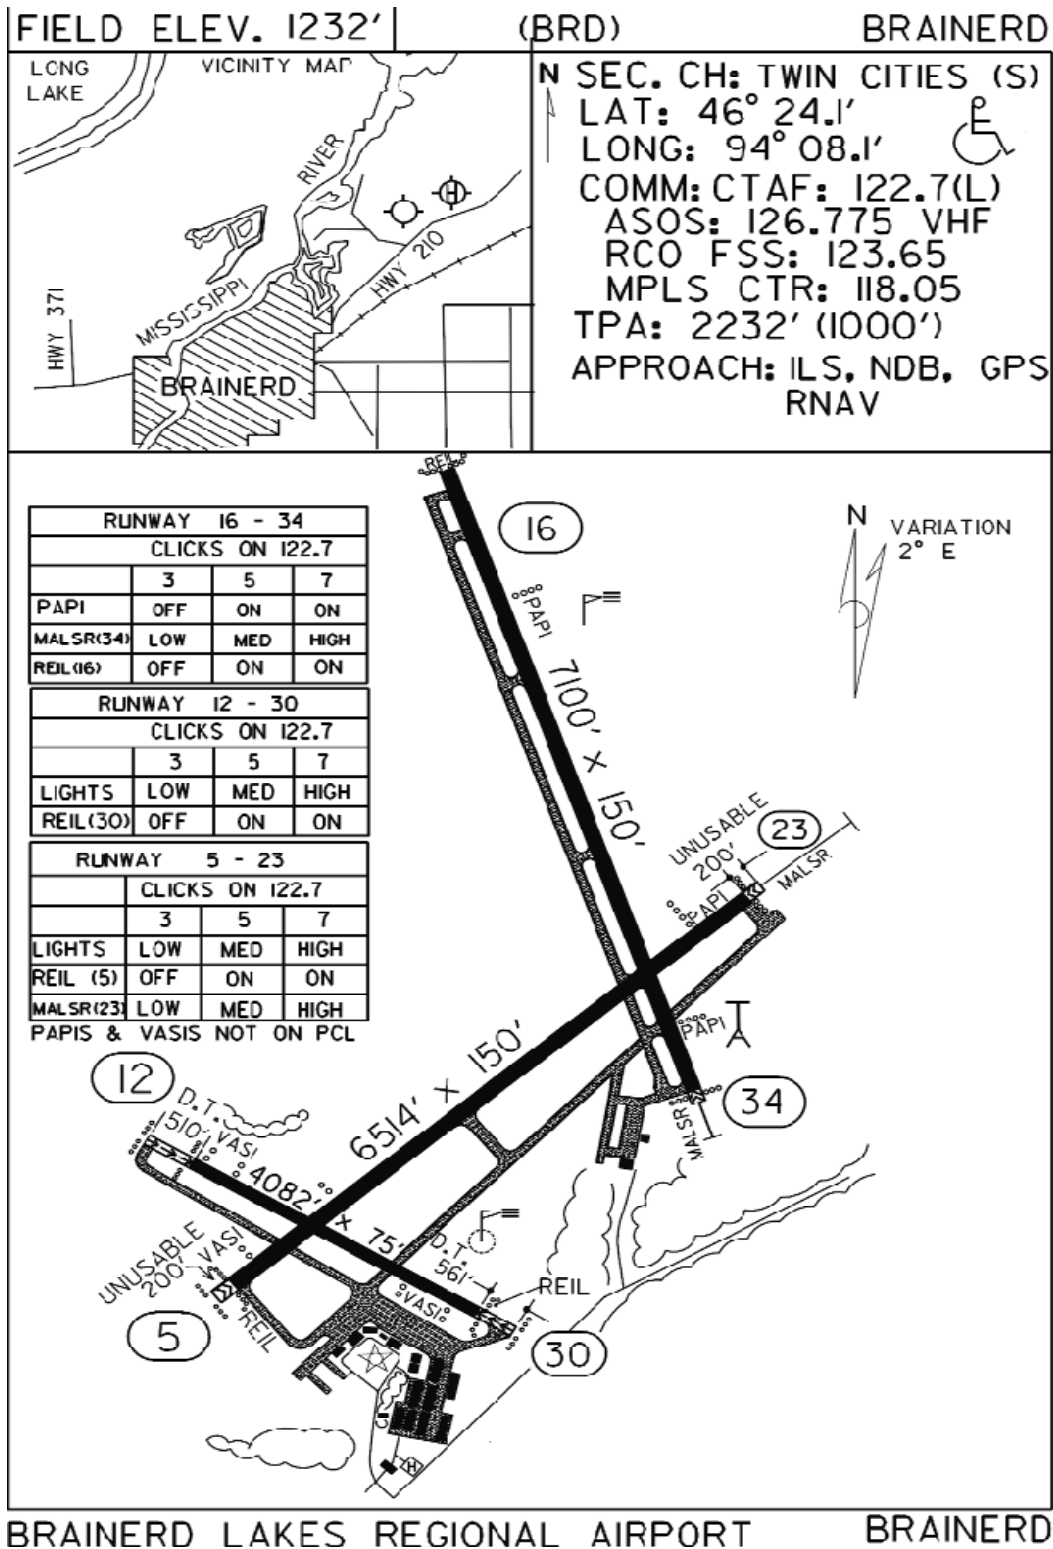 FIELD ELEV. 1232' (BRD) BRAINERD
LONG
LAKE
VICINITY MAP
RIVER
MISSISSIPPI
HWY 371
HWY 210
H
BRAINERD
N
SEC. CH: TWIN CITIES (S)
LAT: 46° 24.1'
LONG: 94° 08.1'
COMM: CTAF: 122.7(L)
ASOS: 126.775 VHF
RCO FSS: 123.65
MPLS CTR: 118.05
TPA: 2232' (1000')
APPROACH: ILS, NDB, GPS
RNAV
RUNWAY 16 - 34
CLICKS ON 122.7
3 5 7
PAPI OFF ON ON
MALSR(34) LOW MED HIGH
REIL(16) OFF ON ON
RUNWAY 12 - 30
CLICKS ON 122.7
3 5 7
LIGHTS LOW MED HIGH
REIL(30) OFF ON ON
RUNWAY 5 - 23
CLICKS ON 122.7
3 5 7
LIGHTS LOW MED HIGH
REIL (5) OFF ON ON
MALSR(23) LOW MED HIGH
PAPIS & VASIS NOT ON PCL
REIL
16
PAPI
7100' X 150'
N
VARIATION
2° E
UNUSABLE
200'
23
MALSR
PAPI
PAPI
34
MALSR
12
D.T.
510'
VASI
4082' X 75'
6514' X 150'
UNUSABLE
200'
VASI
5
REIL
D.T.
561'
REIL
VASI
30
C
H
BRAINERD LAKES REGIONAL AIRPORT BRAINERD